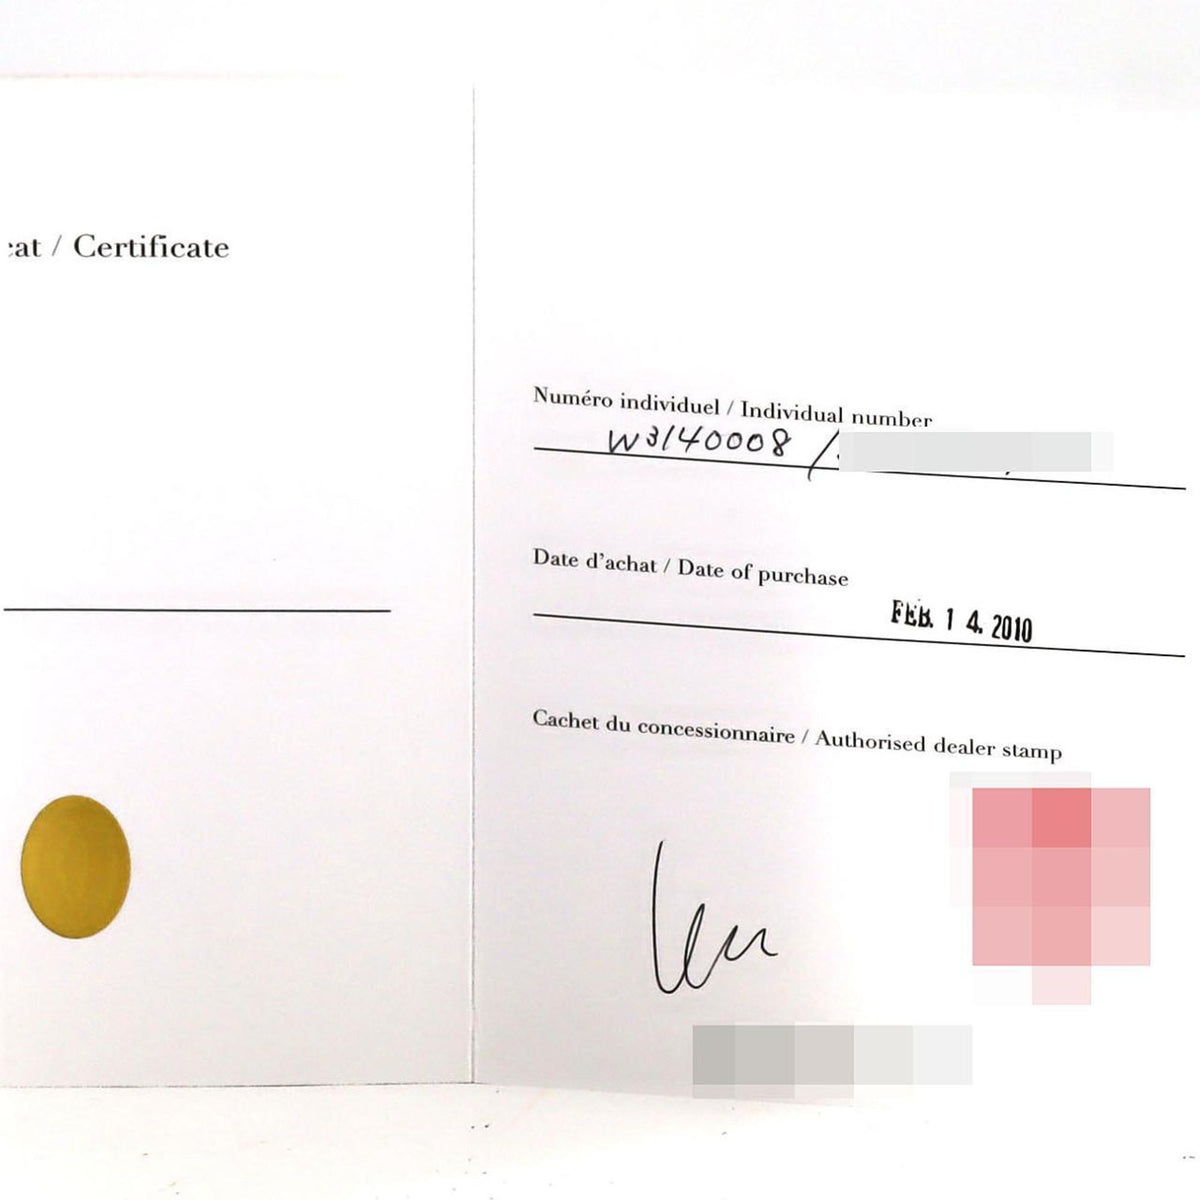 cat / Certificate
Numéro individuel / Individual number
W3140008 /
Date d'achat / Date of purchase
FEB. 1 4. 2010
Cachet du concessionnaire / Authorised dealer stamp